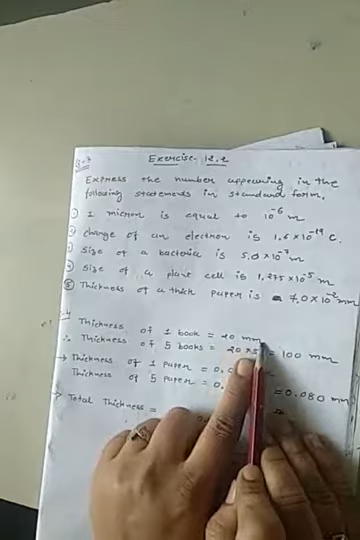 Q.3 Exercise-12.2
Express the number appearing in the
following statements in standard form.
① 1 micron is equal to 10⁻⁶ m
② charge of an electron is 1.6×10⁻¹⁹ C.
③ size of a bacteria is 5.0×10⁻⁷ m
④ size of a plant cell is 1.275×10⁻⁵ m
⑤ Thickness of a thick paper is 7.0×10⁻² mm
Thickness of 1 book = 20 mm
∴ Thickness of 5 books = 20×5 = 100 mm
→ Thickness of 1 paper = 0.0
Thickness of 5 paper = 0. = 0.080 mm
→ Total Thickness =